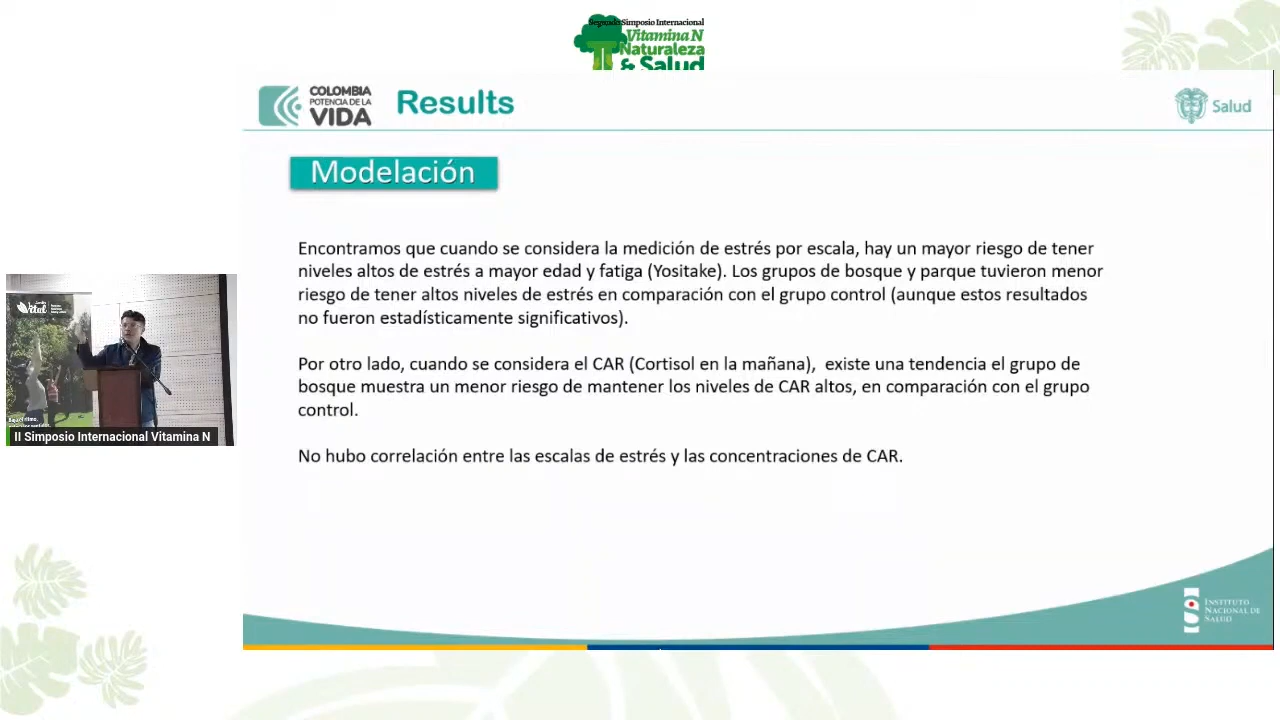 Segundo Simposio Internacional
Vitamina N
Naturaleza
& Salud
COLOMBIA
POTENCIA DE LA
VIDA
Results
Salud
Modelación
Encontramos que cuando se considera la medición de estrés por escala, hay un mayor riesgo de tener
niveles altos de estrés a mayor edad y fatiga (Yositake). Los grupos de bosque y parque tuvieron menor
riesgo de tener altos niveles de estrés en comparación con el grupo control (aunque estos resultados
no fueron estadísticamente significativos).
Por otro lado, cuando se considera el CAR (Cortisol en la mañana), existe una tendencia el grupo de
bosque muestra un menor riesgo de mantener los niveles de CAR altos, en comparación con el grupo
control.
No hubo correlación entre las escalas de estrés y las concentraciones de CAR.
Vital
II Simposio Internacional Vitamina N
INSTITUTO
NACIONAL DE
SALUD